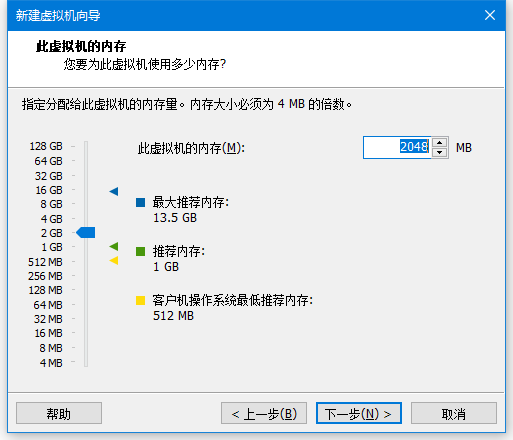 新建虚拟机向导
此虚拟机的内存
您要为此虚拟机使用多少内存?
指定分配给此虚拟机的内存量。内存大小必须为 4 MB 的倍数。
128 GB
64 GB
32 GB
16 GB
8 GB
4 GB
2 GB
1 GB
512 MB
256 MB
128 MB
64 MB
32 MB
16 MB
8 MB
4 MB
此虚拟机的内存(M): 2048 MB
最大推荐内存:
13.5 GB
推荐内存:
1 GB
客户机操作系统最低推荐内存:
512 MB
帮助 < 上一步(B) 下一步(N) > 取消